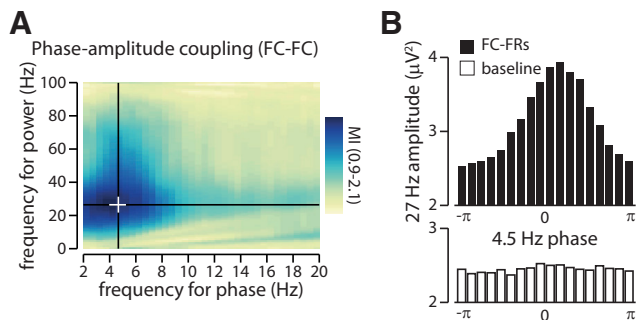 A
Phase-amplitude coupling (FC-FC)
frequency for power (Hz)
100
80
60
40
20
0
2 4 6 8 10 12 14 16 18 20
frequency for phase (Hz)
MI (0.9-2.1)
B
27 Hz amplitude (μV²)
FC-FRs
baseline
4
3
2
-π 0 π
4.5 Hz phase
3
2
-π 0 π